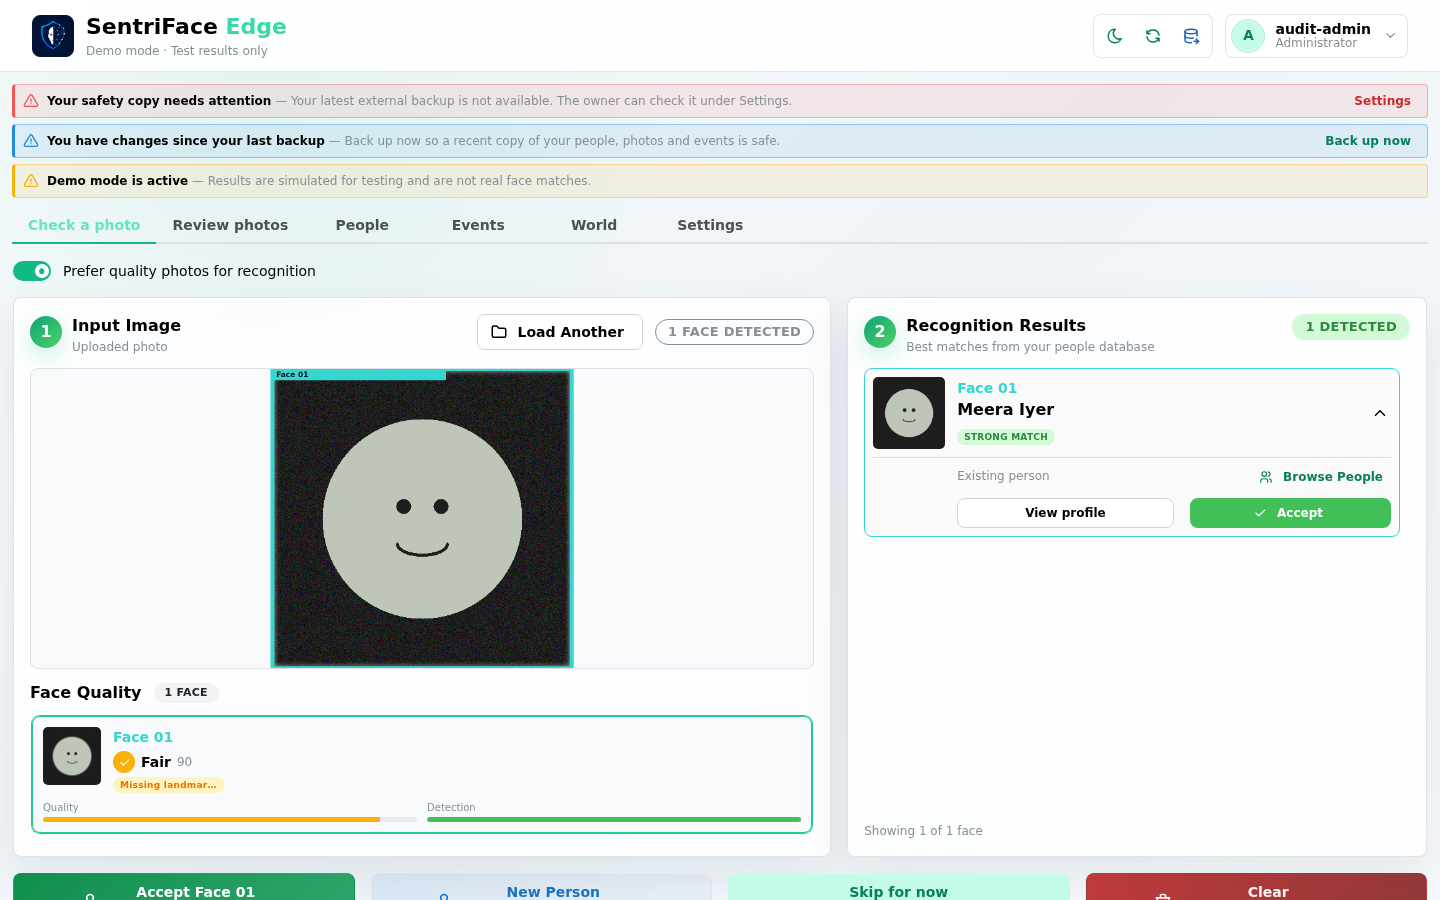 SentriFace Edge
Demo mode · Test results only
A
audit-admin
Administrator
Your safety copy needs attention — Your latest external backup is not available. The owner can check it under Settings.
Settings
You have changes since your last backup — Back up now so a recent copy of your people, photos and events is safe.
Back up now
Demo mode is active — Results are simulated for testing and are not real face matches.
Check a photo
Review photos
People
Events
World
Settings
Prefer quality photos for recognition
1
Input Image
Uploaded photo
Load Another
1 FACE DETECTED
Face 01
Face Quality
1 FACE
Face 01
Fair 90
Missing landmar…
Quality
Detection
2
Recognition Results
Best matches from your people database
1 DETECTED
Face 01
Meera Iyer
STRONG MATCH
Existing person
Browse People
View profile
Accept
Showing 1 of 1 face
Accept Face 01
New Person
Skip for now
Clear